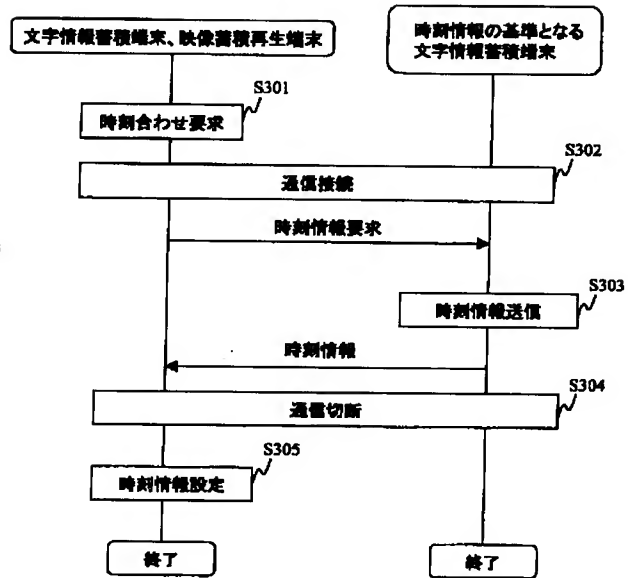 文字情報蓄積端末、映像蓄積再生端末
時刻情報の基準となる
文字情報蓄積端末
S301
時刻合わせ要求
S302
通信接続
時刻情報要求
S303
時刻情報送信
時刻情報
S304
通信切断
S305
時刻情報設定
終了
終了